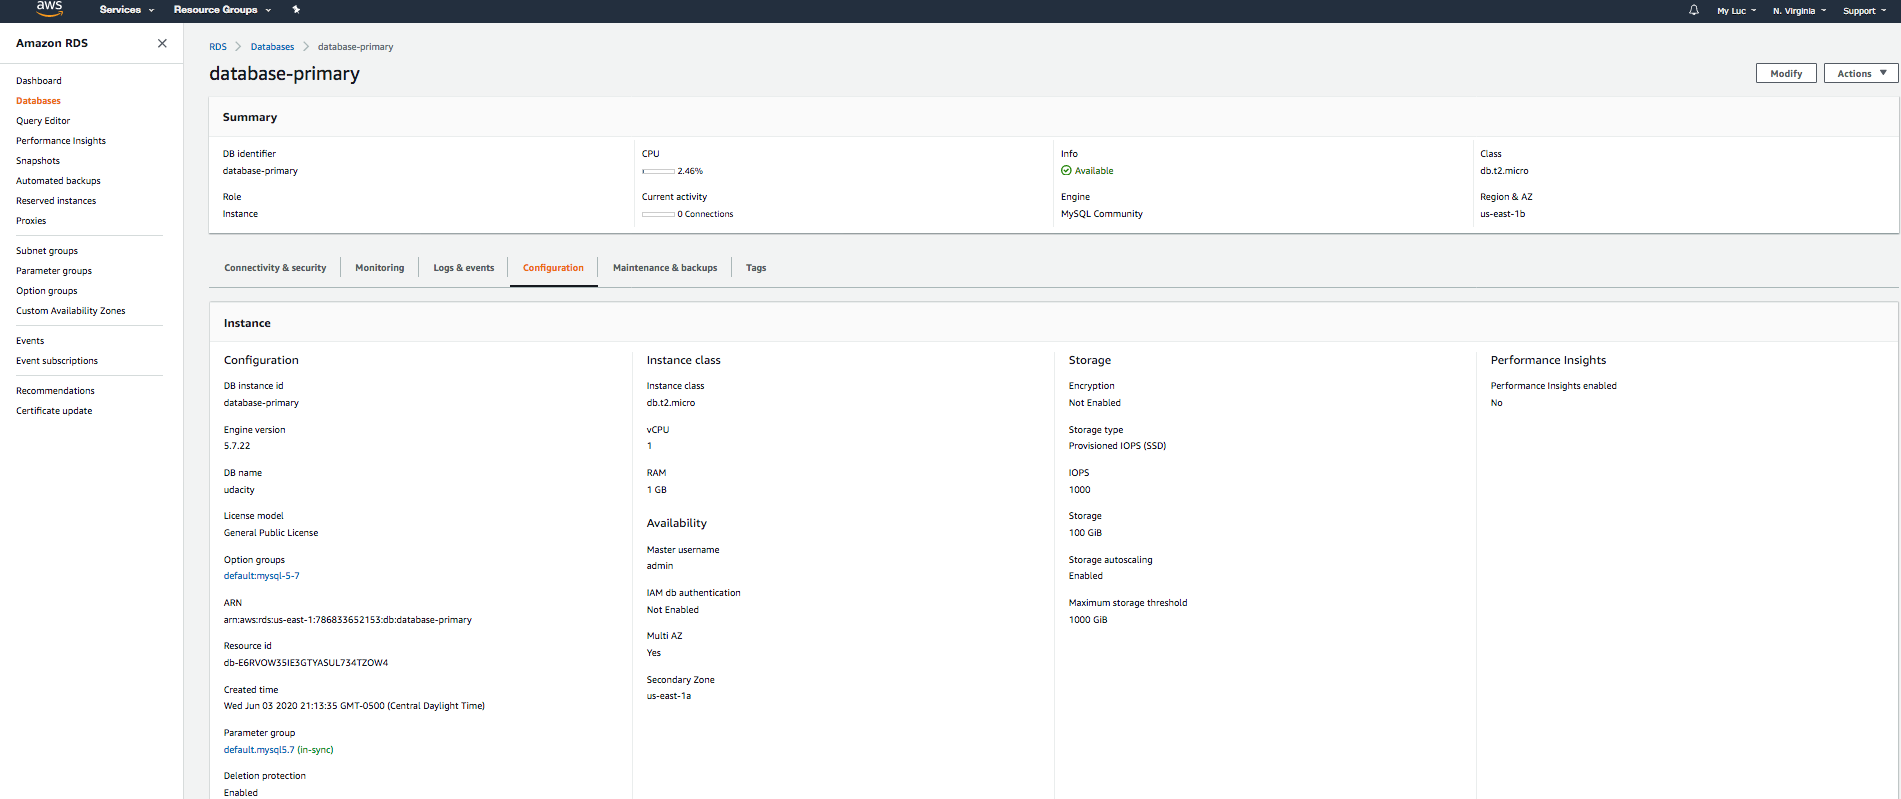 aws
Services
Resource Groups
My Luc
N. Virginia
Support
Amazon RDS
Dashboard
Databases
Query Editor
Performance Insights
Snapshots
Automated backups
Reserved instances
Proxies
Subnet groups
Parameter groups
Option groups
Custom Availability Zones
Events
Event subscriptions
Recommendations
Certificate update
RDS > Databases > database-primary
database-primary
Modify
Actions
Summary
DB identifier
database-primary
Role
Instance
CPU
2.46%
Current activity
0 Connections
Info
Available
Engine
MySQL Community
Class
db.t2.micro
Region & AZ
us-east-1b
Connectivity & security
Monitoring
Logs & events
Configuration
Maintenance & backups
Tags
Instance
Configuration
DB instance id
database-primary
Engine version
5.7.22
DB name
udacity
License model
General Public License
Option groups
default:mysql-5-7
ARN
arn:aws:rds:us-east-1:786833652153:db:database-primary
Resource id
db-E6RVOW35IE3GTYASUL734TZOW4
Created time
Wed Jun 03 2020 21:13:35 GMT-0500 (Central Daylight Time)
Parameter group
default.mysql5.7 (in-sync)
Deletion protection
Enabled
Instance class
Instance class
db.t2.micro
vCPU
1
RAM
1 GB
Availability
Master username
admin
IAM db authentication
Not Enabled
Multi AZ
Yes
Secondary Zone
us-east-1a
Storage
Encryption
Not Enabled
Storage type
Provisioned IOPS (SSD)
IOPS
1000
Storage
100 GiB
Storage autoscaling
Enabled
Maximum storage threshold
1000 GiB
Performance Insights
Performance Insights enabled
No